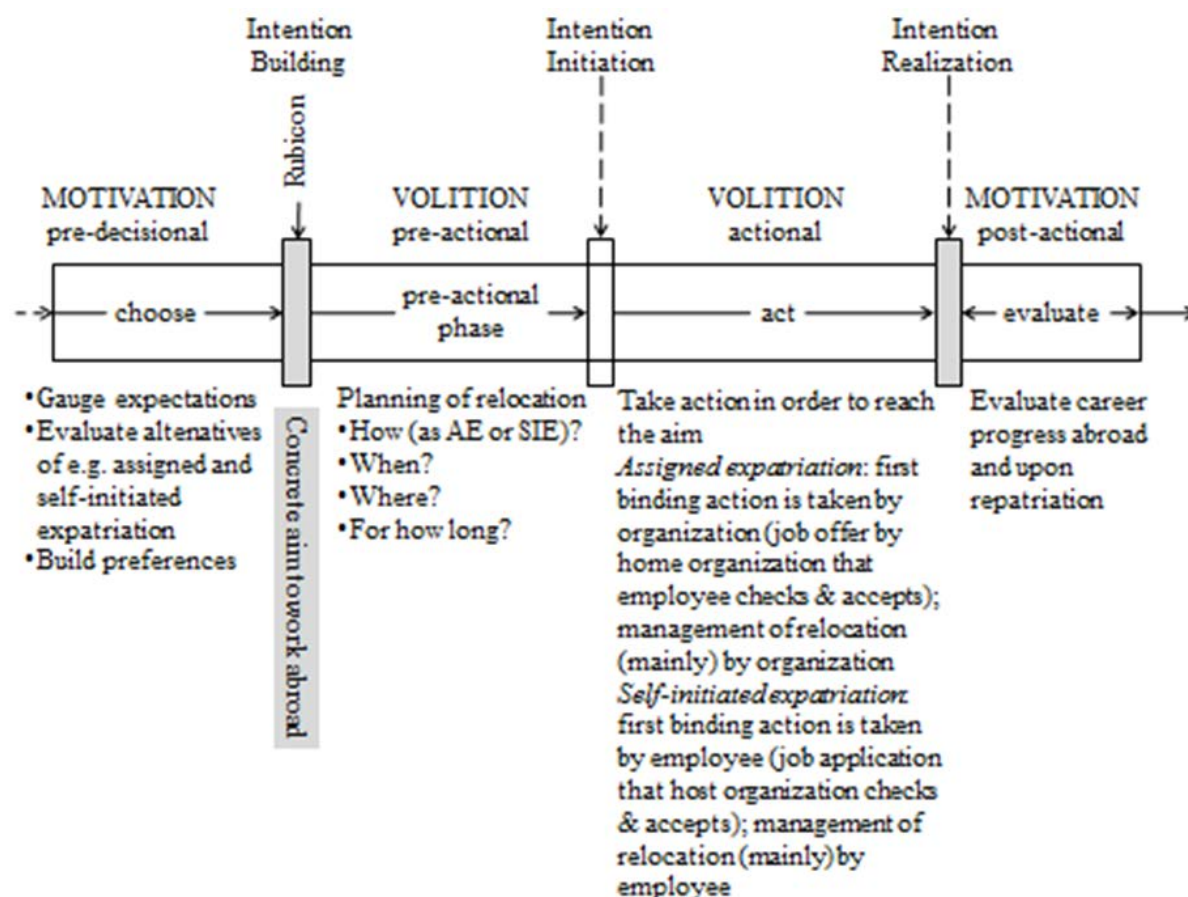 Intention
Building
Intention
Initiation
Intention
Realization
Rubicon
MOTIVATION
pre-decisional
VOLITION
pre-actional
VOLITION
actional
MOTIVATION
post-actional
choose
pre-actional
phase
act
evaluate
•Gauge expectations
•Evaluate altenatives
of e.g. assigned and
self-initiated
expatriation
•Build preferences
Concrete aim to work abroad
Planning of relocation
•How (as AE or SIE)?
•When?
•Where?
•For how long?
Take action in order to reach
the aim
Assigned expatriation: first
binding action is taken by
organization (job offer by
home organization that
employee checks & accepts);
management of relocation
(mainly) by organization
Self-initiated expatriation:
first binding action is taken
by employee (job application
that host organization checks
& accepts); management of
relocation (mainly) by
employee
Evaluate career
progress abroad
and upon
repatriation